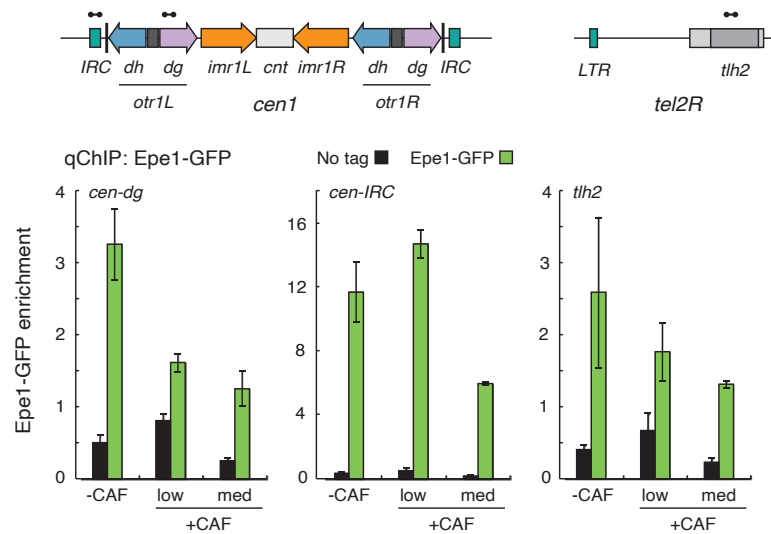 IRC dh dg imr1L cnt imr1R dh dg IRC
otr1L cen1 otr1R
LTR tlh2
tel2R
qChIP: Epe1-GFP No tag Epe1-GFP
Epe1-GFP enrichment
cen-dg
4
3
2
1
0
-CAF low med
+CAF
cen-IRC
16
12
8
4
0
-CAF low med
+CAF
tlh2
4
3
2
1
0
-CAF low med
+CAF